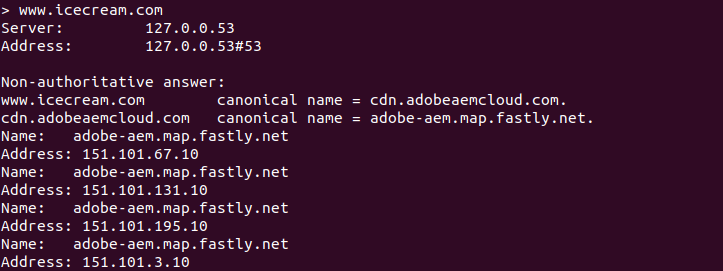 > www.icecream.com
Server:		127.0.0.53
Address:	127.0.0.53#53

Non-authoritative answer:
www.icecream.com	canonical name = cdn.adobeaemcloud.com.
cdn.adobeaemcloud.com	canonical name = adobe-aem.map.fastly.net.
Name:	adobe-aem.map.fastly.net
Address: 151.101.67.10
Name:	adobe-aem.map.fastly.net
Address: 151.101.131.10
Name:	adobe-aem.map.fastly.net
Address: 151.101.195.10
Name:	adobe-aem.map.fastly.net
Address: 151.101.3.10